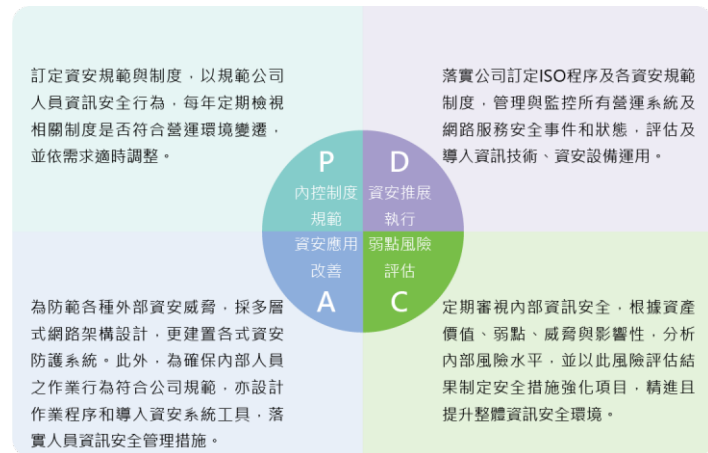 訂定資安規範與制度，以規範公司
人員資訊安全行為，每年定期檢視
相關制度是否符合營運環境變遷，
並依需求適時調整。
落實公司訂定ISO程序及各資安規範
制度，管理與監控所有營運系統及
網路服務安全事件和狀態，評估及
導入資訊技術、資安設備運用。
P
內控制度
規範
D
資安推展
執行
資安應用
改善
A
弱點風險
評估
C
為防範各種外部資安威脅，採多層
式網路架構設計，更建置各式資安
防護系統。此外，為確保內部人員
之作業行為符合公司規範，亦設計
作業程序和導入資安系統工具，落
實人員資訊安全管理措施。
定期審視內部資訊安全，根據資產
價值、弱點、威脅與影響性，分析
內部風險水平，並以此風險評估結
果制定安全措施強化項目，精進且
提升整體資訊安全環境。